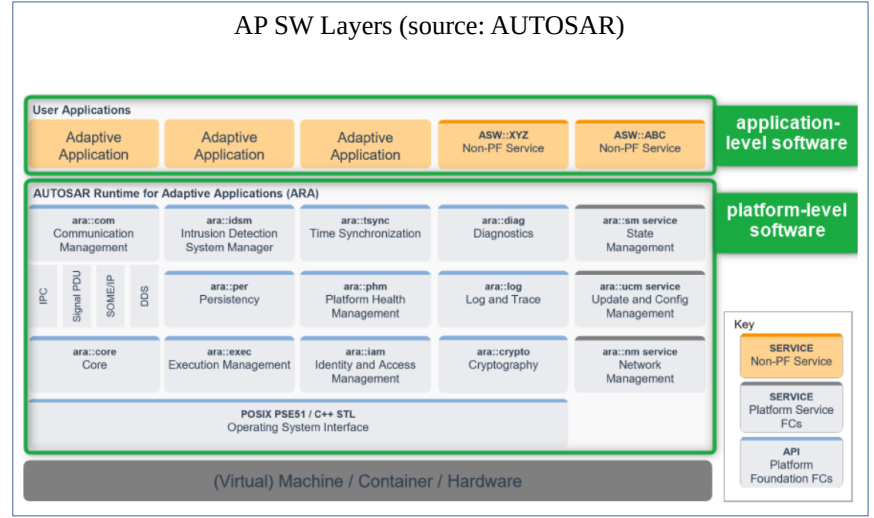 AP SW Layers (source: AUTOSAR)
User Applications
Adaptive
Application
Adaptive
Application
Adaptive
Application
ASW::XYZ
Non-PF Service
ASW::ABC
Non-PF Service
application-
level software
AUTOSAR Runtime for Adaptive Applications (ARA)
ara::com
Communication
Management
ara::idsm
Intrusion Detection
System Manager
ara::tsync
Time Synchronization
ara::diag
Diagnostics
ara::sm service
State
Management
platform-level
software
IPC
Signal PDU
SOME/IP
DDS
ara::per
Persistency
ara::phm
Platform Health
Management
ara::log
Log and Trace
ara::ucm service
Update and Config
Management
ara::core
Core
ara::exec
Execution Management
ara::iam
Identity and Access
Management
ara::crypto
Cryptography
ara::nm service
Network
Management
POSIX PSE51 / C++ STL
Operating System Interface
(Virtual) Machine / Container / Hardware
Key
SERVICE
Non-PF Service
SERVICE
Platform Service
FCs
API
Platform
Foundation FCs